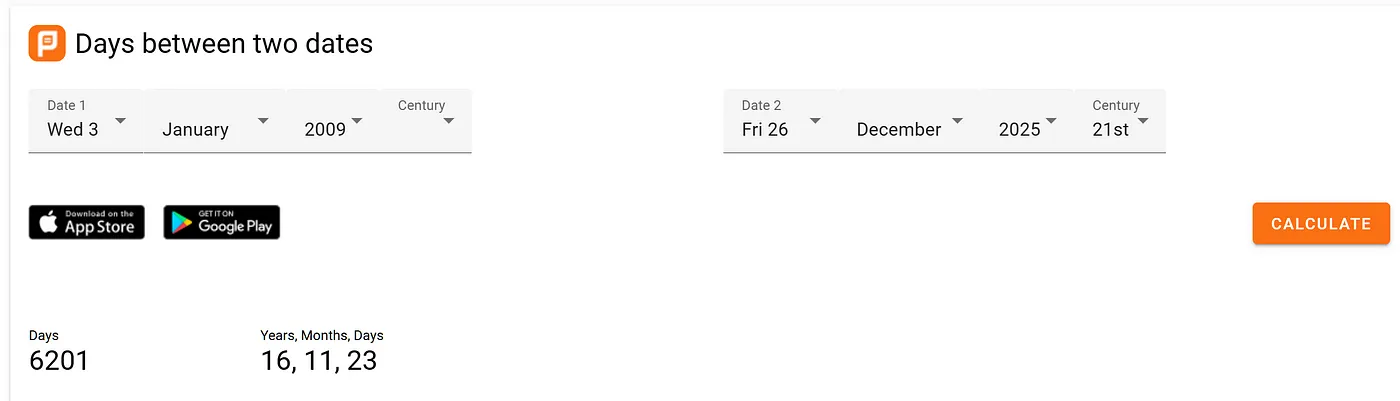 Days between two dates
Date 1
Wed 3 January 2009
Century
Date 2
Fri 26 December 2025
Century
21st
Download on the
App Store
GET IT ON
Google Play
CALCULATE
Days
6201
Years, Months, Days
16, 11, 23